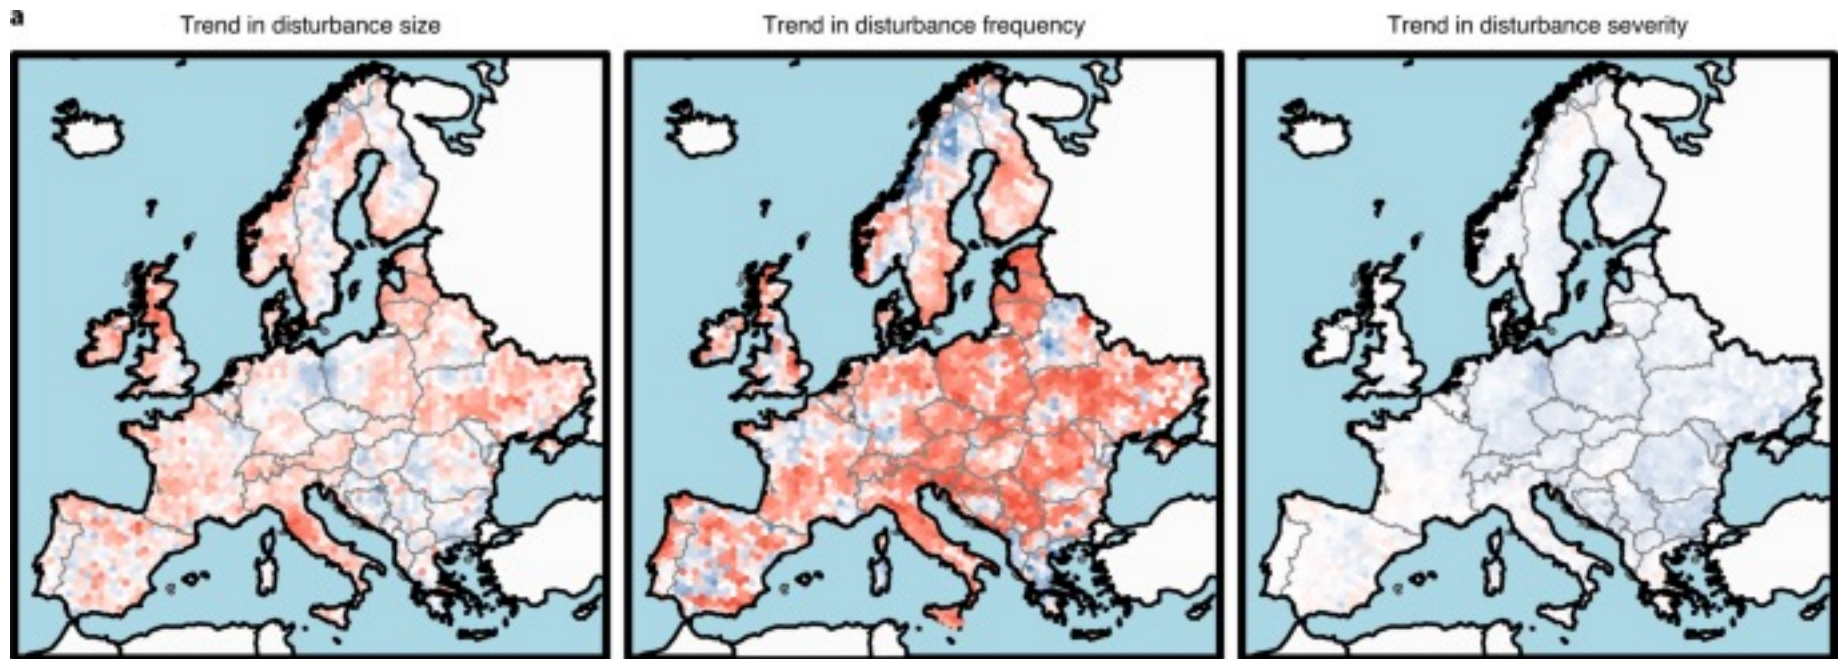 a
Trend in disturbance size
Trend in disturbance frequency
Trend in disturbance severity